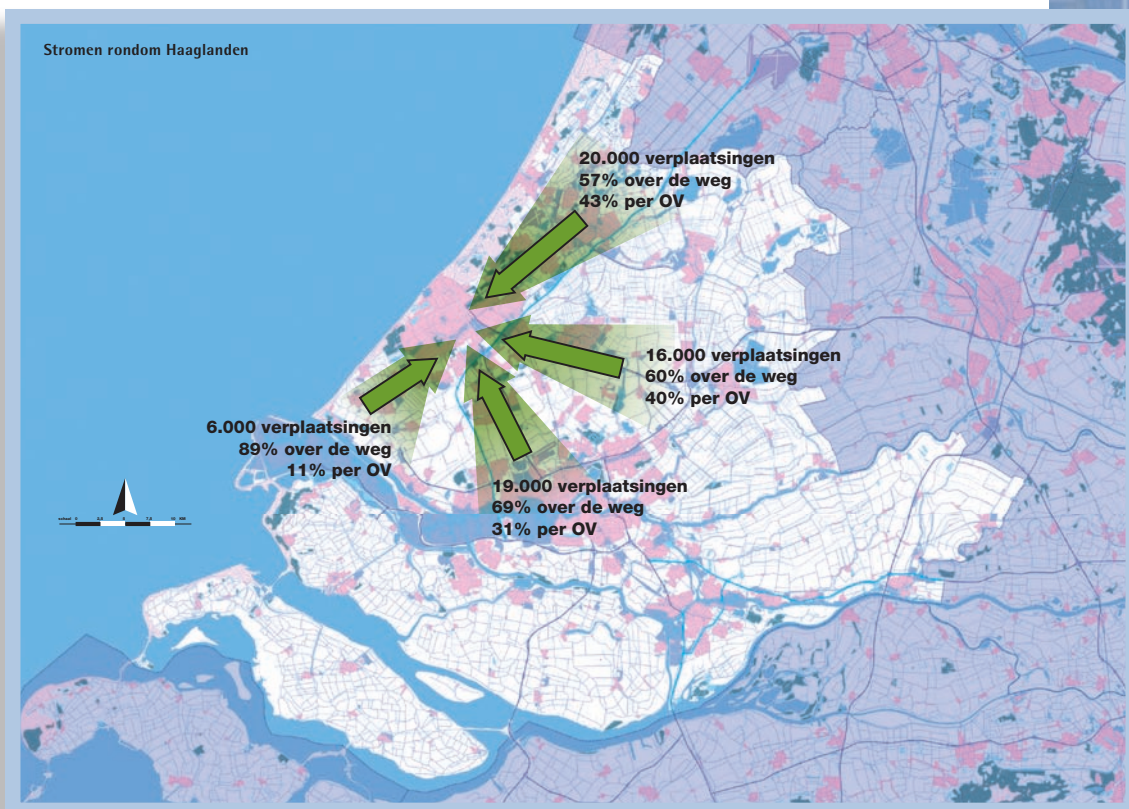 Stromen rondom Haaglanden
20.000 verplaatsingen
57% over de weg
43% per OV
16.000 verplaatsingen
60% over de weg
40% per OV
6.000 verplaatsingen
89% over de weg
11% per OV
19.000 verplaatsingen
69% over de weg
31% per OV